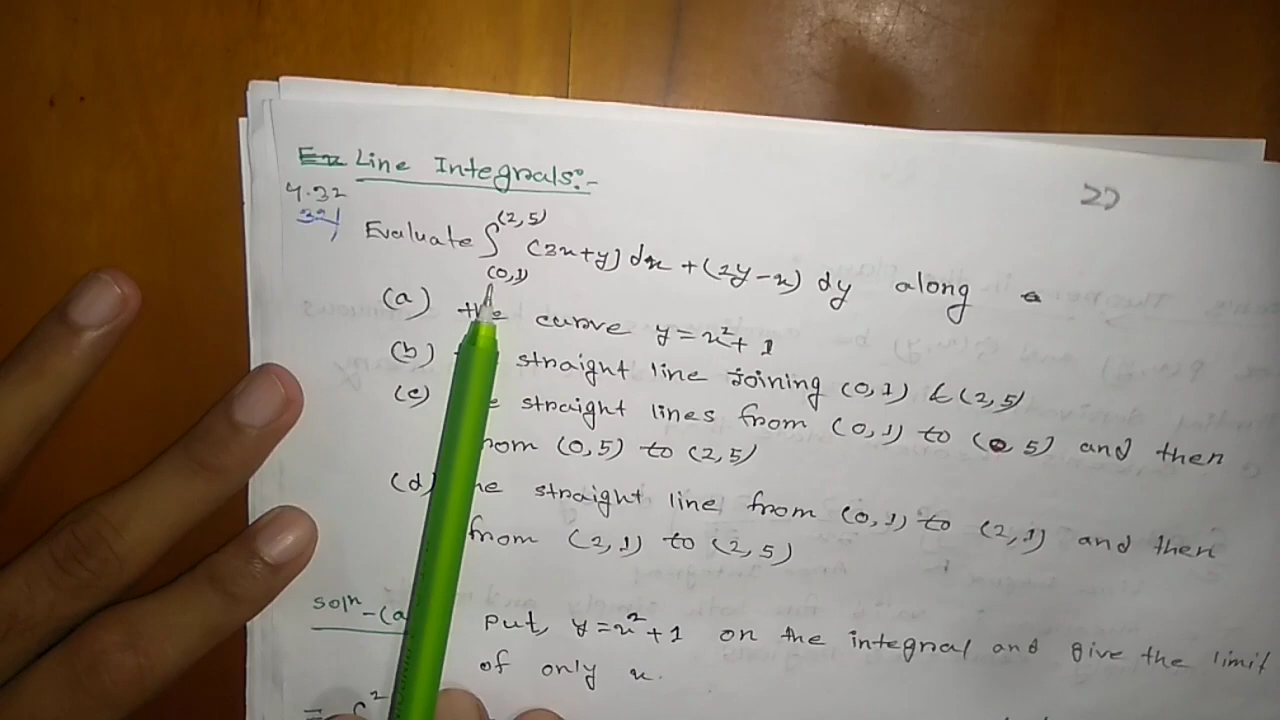 Line Integrals:-
27
4.32
39)
Evaluate ∫ (2,5) (0,1) (3x+y) dx + (2y-x) dy along
(a) the curve y = x²+ 1
(b) straight line joining (0,1) & (2,5)
(c) straight lines from (0,1) to (0,5) and then
from (0,5) to (2,5)
(d) straight line from (0,1) to (2,1) and then
from (2,1) to (2,5)
Solⁿ -(a Put, y = x²+1 on the integral and give the limit
of only x.